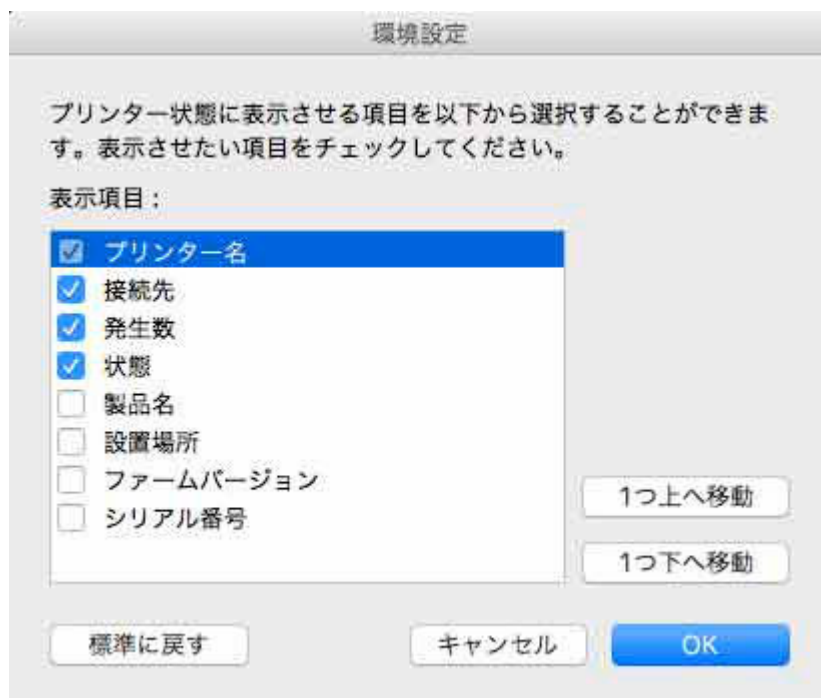 環境設定
プリンター状態に表示させる項目を以下から選択することができま
す。表示させたい項目をチェックしてください。
表示項目：
プリンター名
接続先
発生数
状態
製品名
設置場所
ファームバージョン
シリアル番号
1つ上へ移動
1つ下へ移動
標準に戻す
キャンセル
OK